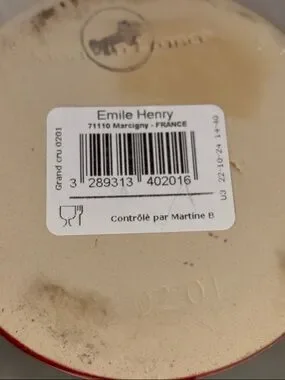 Emile Henry
71110 Marcigny - FRANCE
Grand cru 0201
3 289313 402016
U3 22-10-24 14-40
Contrôlé par Martine B
0201